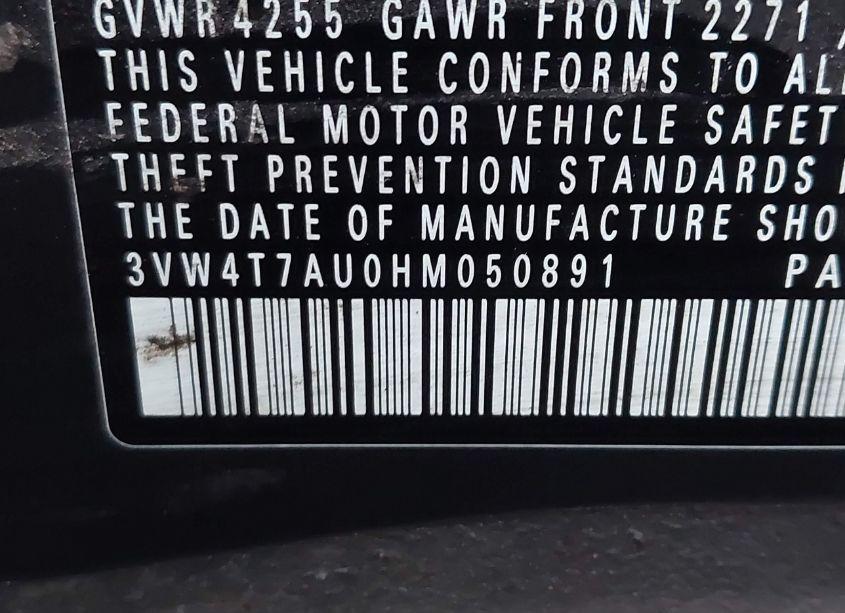 GVWR 4255 GAWR FRONT 2271
THIS VEHICLE CONFORMS TO ALL
FEDERAL MOTOR VEHICLE SAFET
THEFT PREVENTION STANDARDS
THE DATE OF MANUFACTURE SHO
3VW4T7AU0HM050891 PA